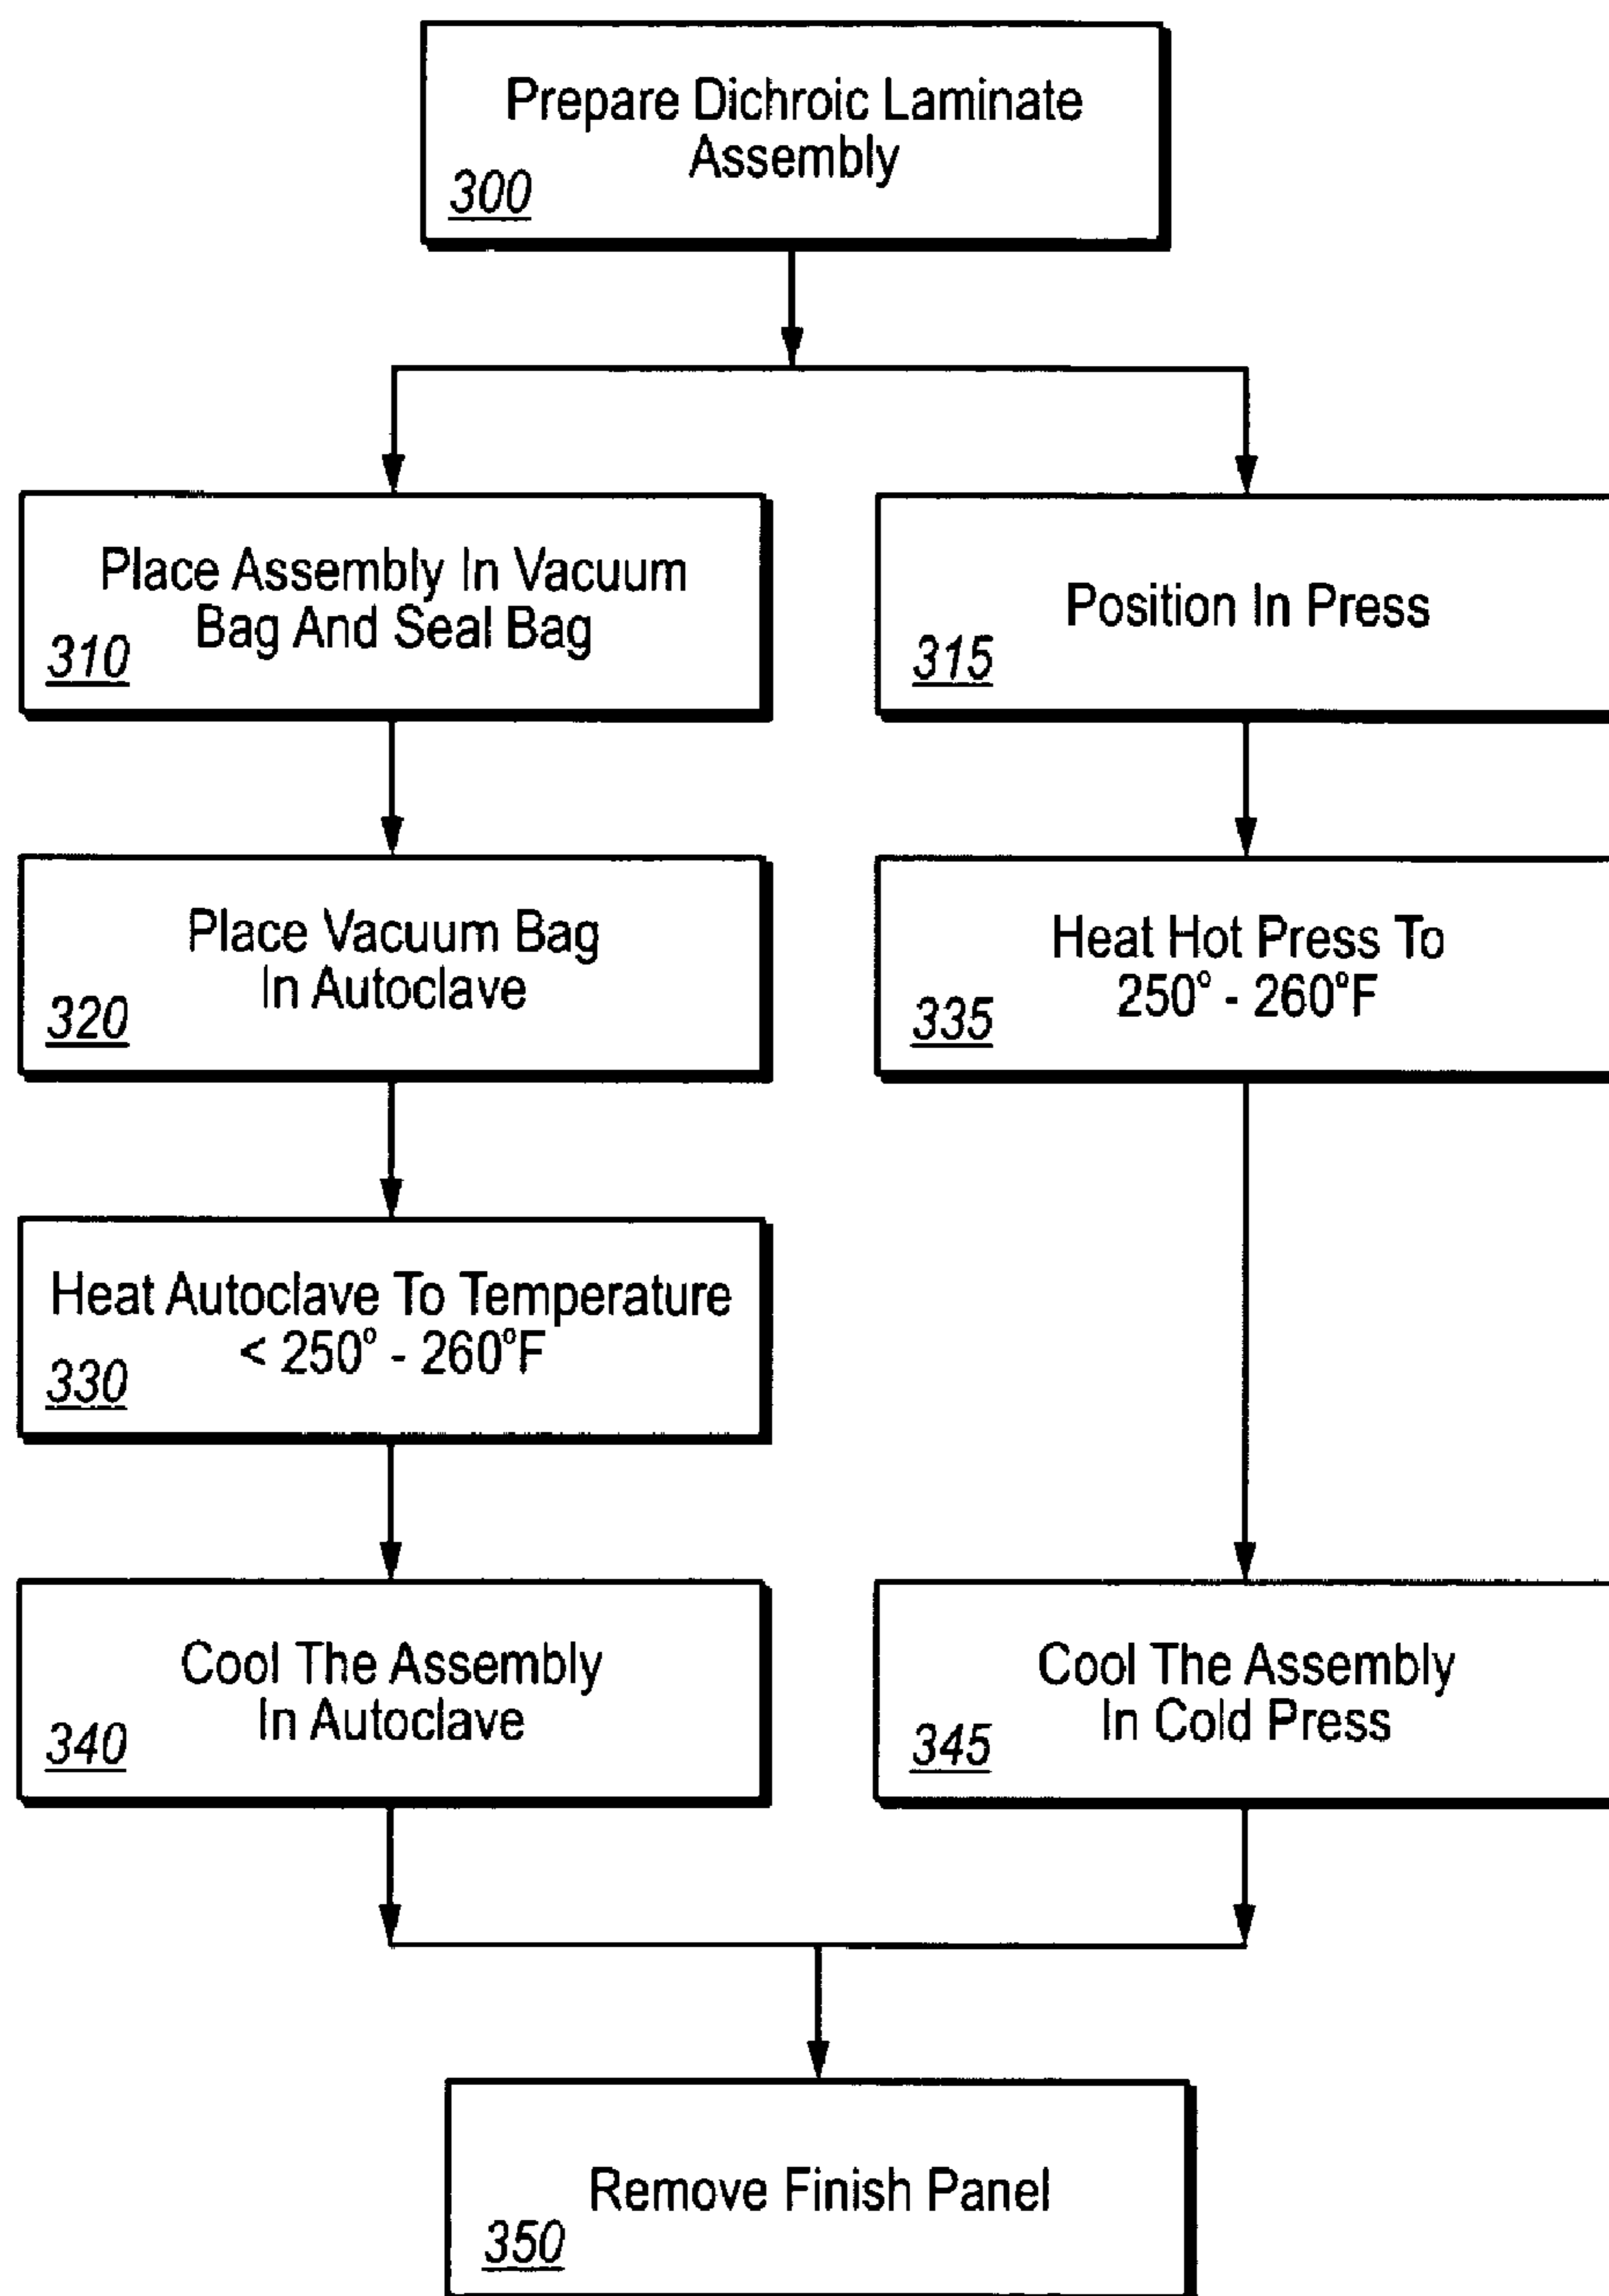 Prepare Dichroic Laminate
Assembly
300
Place Assembly In Vacuum
Bag And Seal Bag
310
Position In Press
315
Place Vacuum Bag
In Autoclave
320
Heat Hot Press To
250° - 260°F
335
Heat Autoclave To Temperature
< 250° - 260°F
330
Cool The Assembly
In Autoclave
340
Cool The Assembly
In Cold Press
345
Remove Finish Panel
350